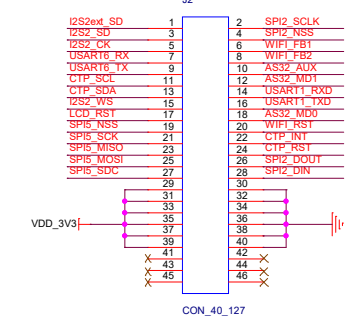 J2
I2S2ext_SD 1 2 SPI2_SCLK
I2S2_SD 3 4 SPI2_NSS
I2S2_CK 5 6 WIFI_FB1
USART6_RX 7 8 WIFI_FB2
USART6_TX 9 10 AS32_AUX
CTP_SCL 11 12 AS32_MD1
CTP_SDA 13 14 USART1_RXD
I2S2_WS 15 16 USART1_TXD
LCD_RST 17 18 AS32_MD0
SPI5_NSS 19 20 WIFI_RST
SPI5_SCK 21 22 CTP_INT
SPI5_MISO 23 24 CTP_RST
SPI5_MOSI 25 26 SPI2_DOUT
SPI5_SDC 27 28 SPI2_DIN
29 30
31 32
33 34
VDD_3V3 35 36
37 38
39 40
41 42
43 44
45 46
CON_40_127